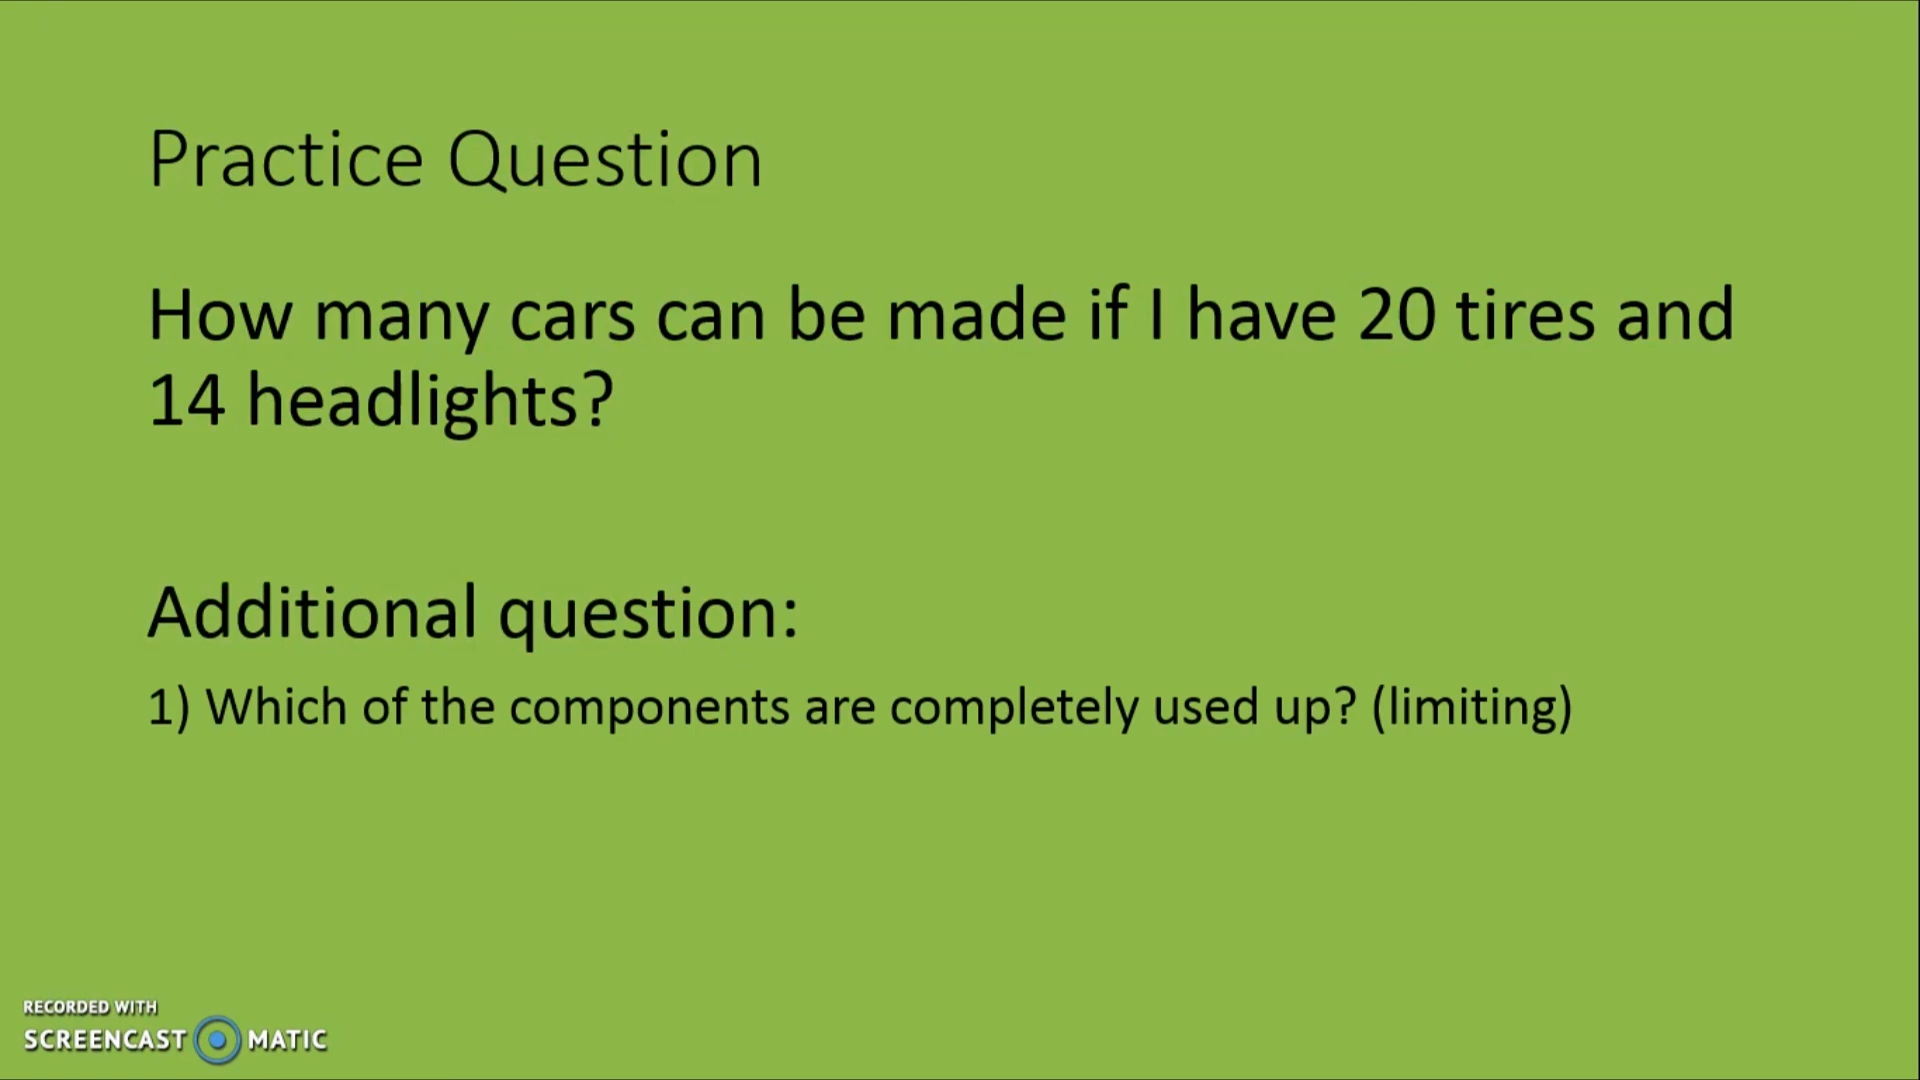 Practice Question
How many cars can be made if I have 20 tires and
14 headlights?
Additional question:
1) Which of the components are completely used up? (limiting)
RECORDED WITH
SCREENCAST MATIC